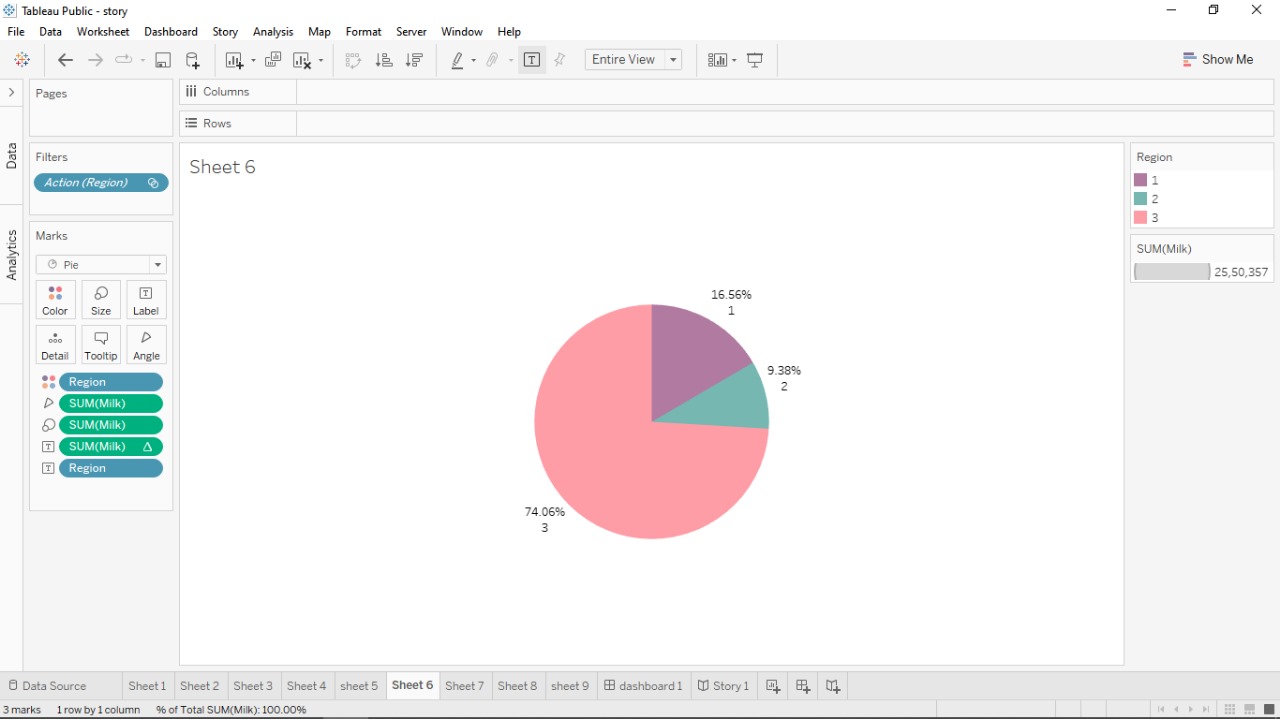 Tableau Public - story
File Data Worksheet Dashboard Story Analysis Map Format Server Window Help
Entire View
Show Me
Pages
Columns
Rows
Data
Analytics
Filters
Action (Region)
Marks
Pie
Color Size Label
Detail Tooltip Angle
Region
SUM(Milk)
SUM(Milk)
SUM(Milk)
Region
Sheet 6
16.56%
1
9.38%
2
74.06%
3
Region
1
2
3
SUM(Milk)
25,50,357
Data Source Sheet 1 Sheet 2 Sheet 3 Sheet 4 sheet 5 Sheet 6 Sheet 7 Sheet 8 sheet 9 dashboard 1 Story 1
3 marks 1 row by 1 column % of Total SUM(Milk): 100.00%